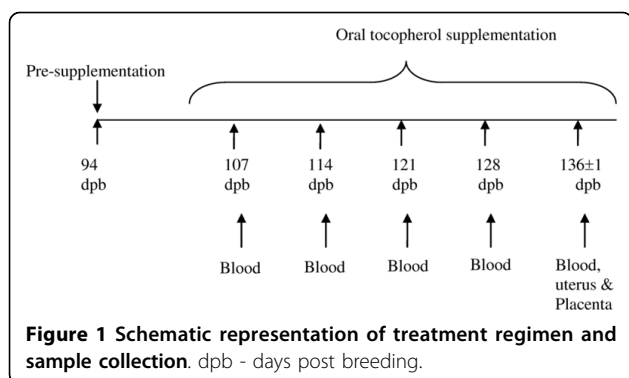 Oral tocopherol supplementation
Pre-supplementation
94 107 114 121 128 136±1
dpb dpb dpb dpb dpb dpb
Blood Blood Blood Blood Blood,
uterus &
Placenta
Figure 1 Schematic representation of treatment regimen and
sample collection. dpb - days post breeding.